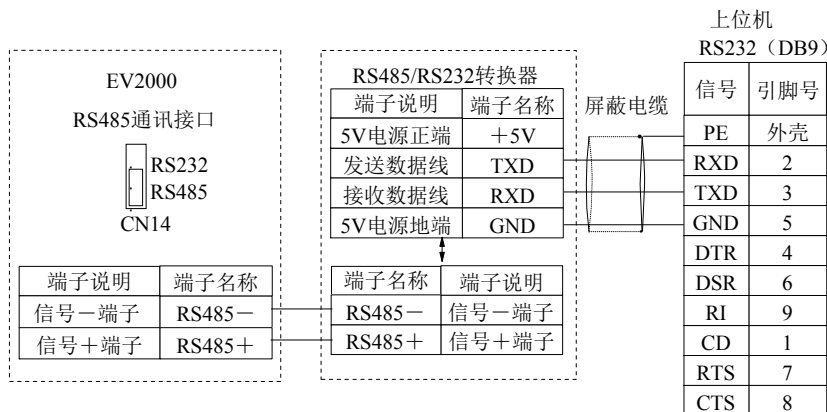 上位机
RS232（DB9）
EV2000
RS485通讯接口
RS232
RS485
CN14
端子说明 端子名称
信号－端子 RS485－
信号＋端子 RS485＋
RS485/RS232转换器
端子说明 端子名称
5V电源正端 ＋5V
发送数据线 TXD
接收数据线 RXD
5V电源地端 GND
端子名称 端子说明
RS485－ 信号－端子
RS485＋ 信号＋端子
屏蔽电缆
信号 引脚号
PE 外壳
RXD 2
TXD 3
GND 5
DTR 4
DSR 6
RI 9
CD 1
RTS 7
CTS 8